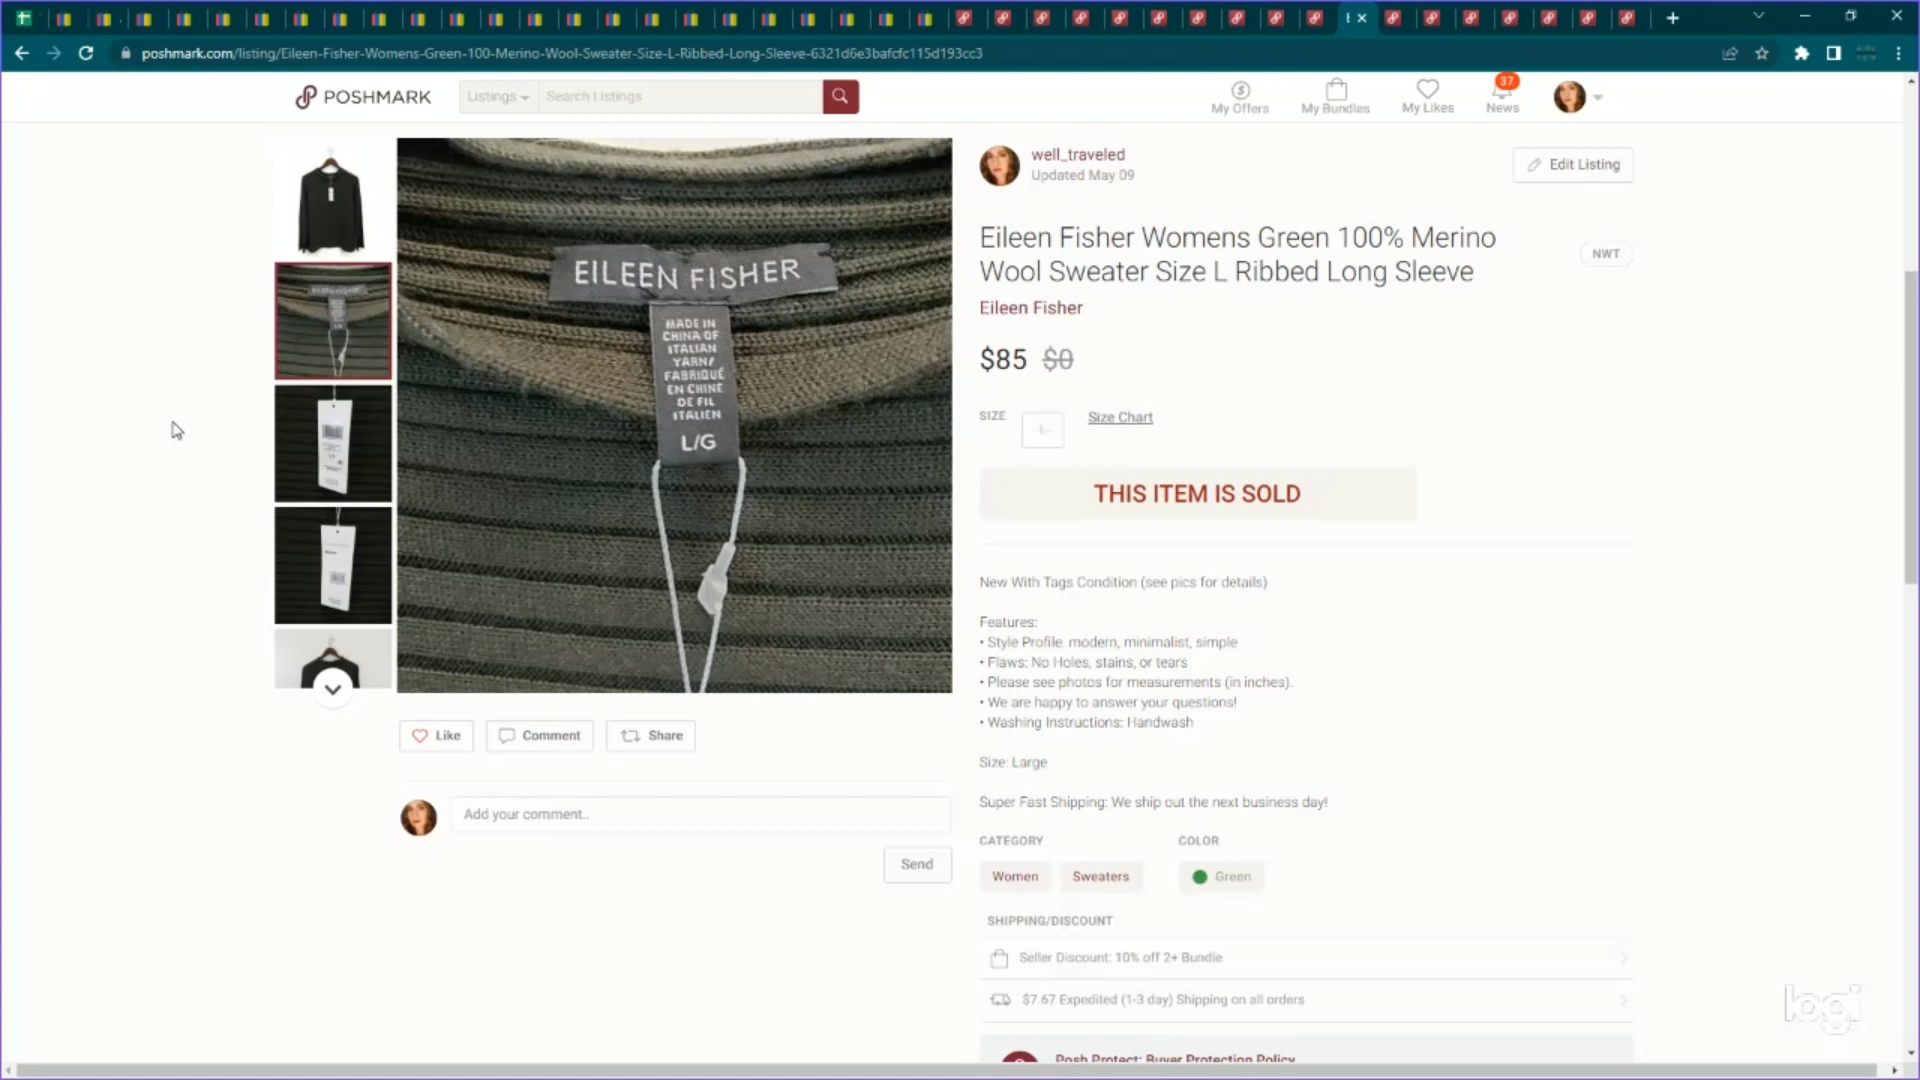 poshmark.com/listing/Eileen-Fisher-Womens-Green-100-Merino-Wool-Sweater-Size-L-Ribbed-Long-Sleeve-6321d6e3bafcfc115d193cc3
POSHMARK
Listings
Search Listings
My Offers
My Bundles
My Likes
37
News
well_traveled
Updated May 09
Edit Listing
Eileen Fisher Womens Green 100% Merino
Wool Sweater Size L Ribbed Long Sleeve
NWT
Eileen Fisher
$85 $0
SIZE
L
Size Chart
THIS ITEM IS SOLD
EILEEN FISHER
MADE IN
CHINA OF
ITALIAN
YARN/
FABRIQUÉ
EN CHINE
DE FIL
ITALIEN
L/G
New With Tags Condition (see pics for details)
Features:
• Style Profile: modern, minimalist, simple
• Flaws: No Holes, stains, or tears
• Please see photos for measurements (in inches).
• We are happy to answer your questions!
• Washing Instructions: Handwash
Size: Large
Super Fast Shipping: We ship out the next business day!
Like
Comment
Share
Add your comment..
Send
CATEGORY
COLOR
Women
Sweaters
Green
SHIPPING/DISCOUNT
Seller Discount: 10% off 2+ Bundle
$7.67 Expedited (1-3 day) Shipping on all orders
Posh Protect: Buyer Protection Policy
logi